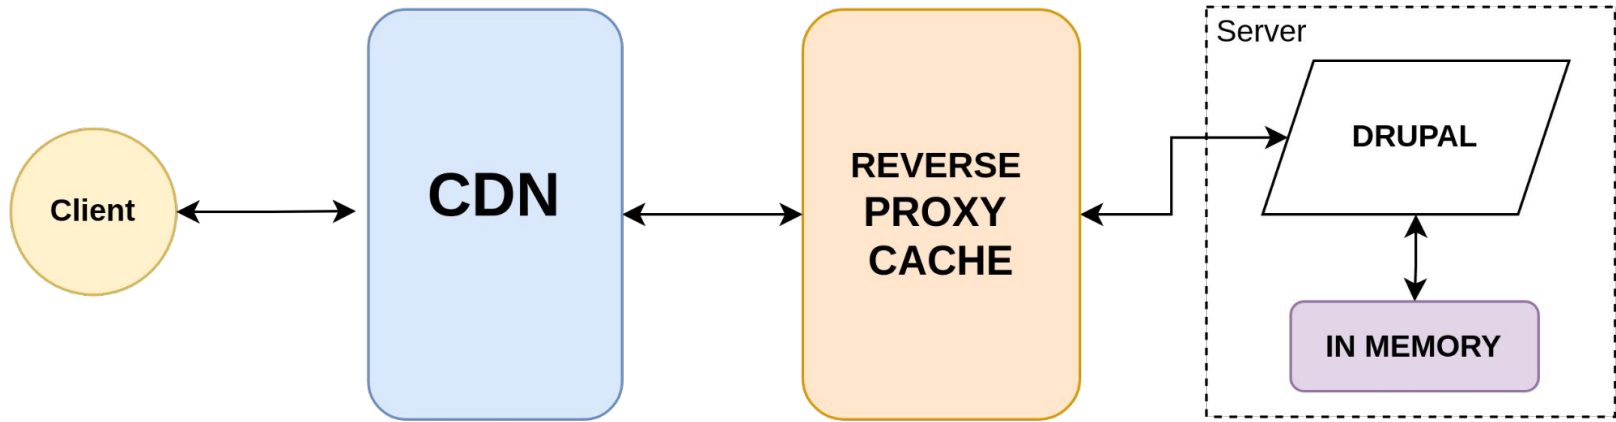 Client
CDN
REVERSE
PROXY
CACHE
Server
DRUPAL
IN MEMORY